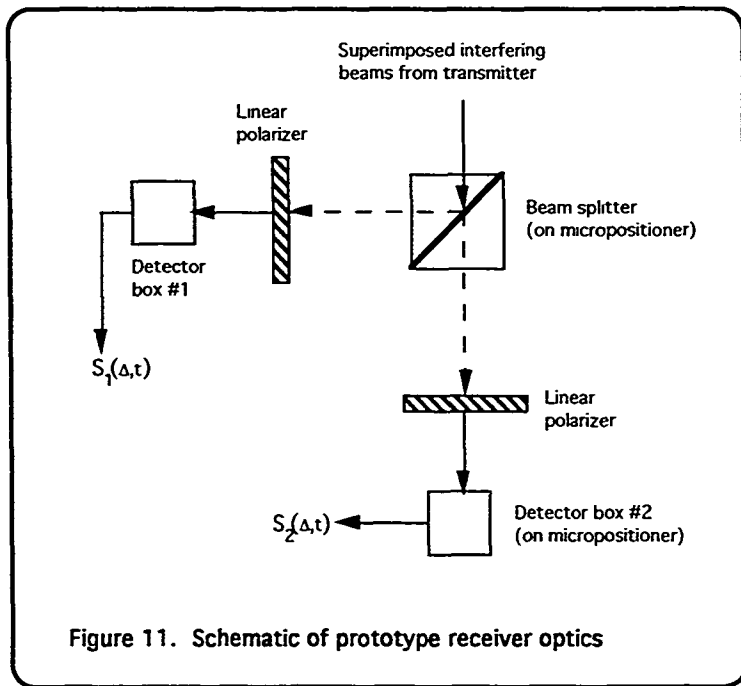 Superimposed interfering
beams from transmitter
Linear
polarizer
Beam splitter
(on micropositioner)
Detector
box #1
S1(Δ,t)
Linear
polarizer
Detector box #2
(on micropositioner)
S2(Δ,t)
Figure 11. Schematic of prototype receiver optics